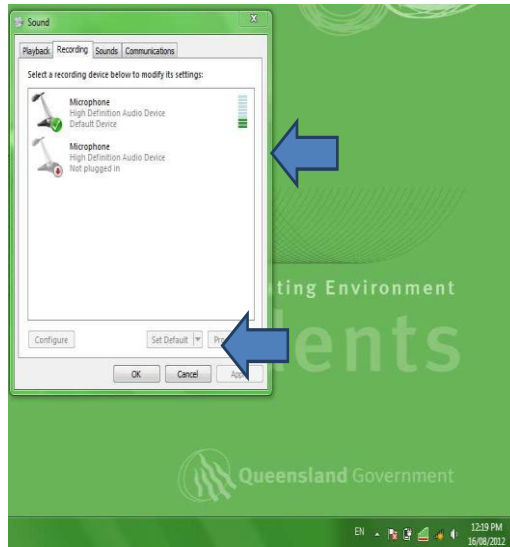 Sound
Playback Recording Sounds Communications
Select a recording device below to modify its settings:
Microphone
High Definition Audio Device
Default Device
Microphone
High Definition Audio Device
Not plugged in
ting Environment
Configure Set Default
ents
OK Cancel
Queensland Government
EN 12:19 PM
16/08/2012